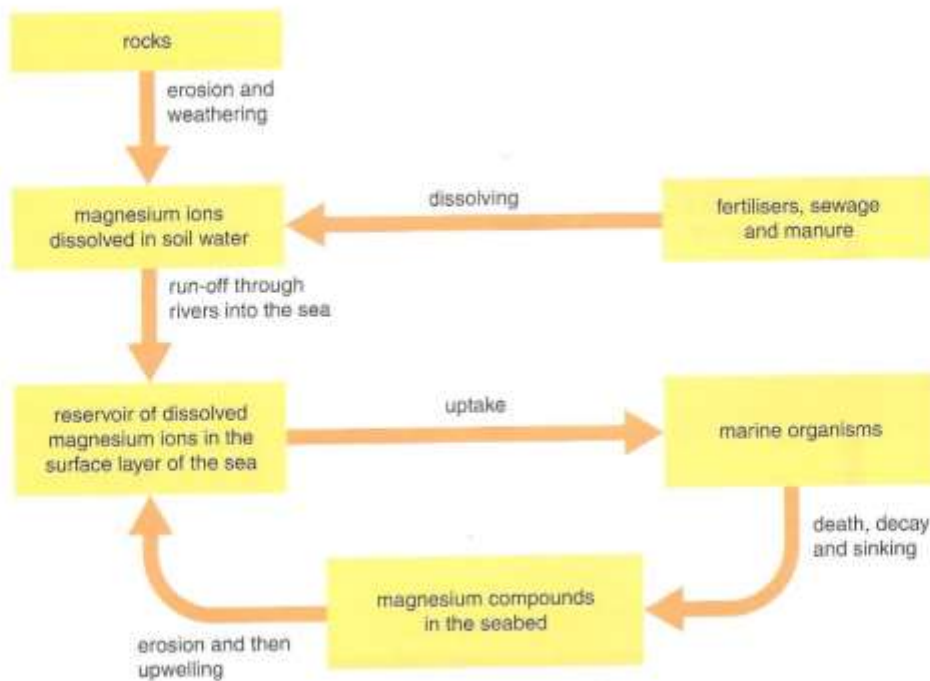 rocks
erosion and
weathering
magnesium ions
dissolved in soil water
dissolving
fertilisers, sewage
and manure
run-off through
rivers into the sea
reservoir of dissolved
magnesium ions in the
surface layer of the sea
uptake
marine organisms
death, decay
and sinking
magnesium compounds
in the seabed
erosion and then
upwelling